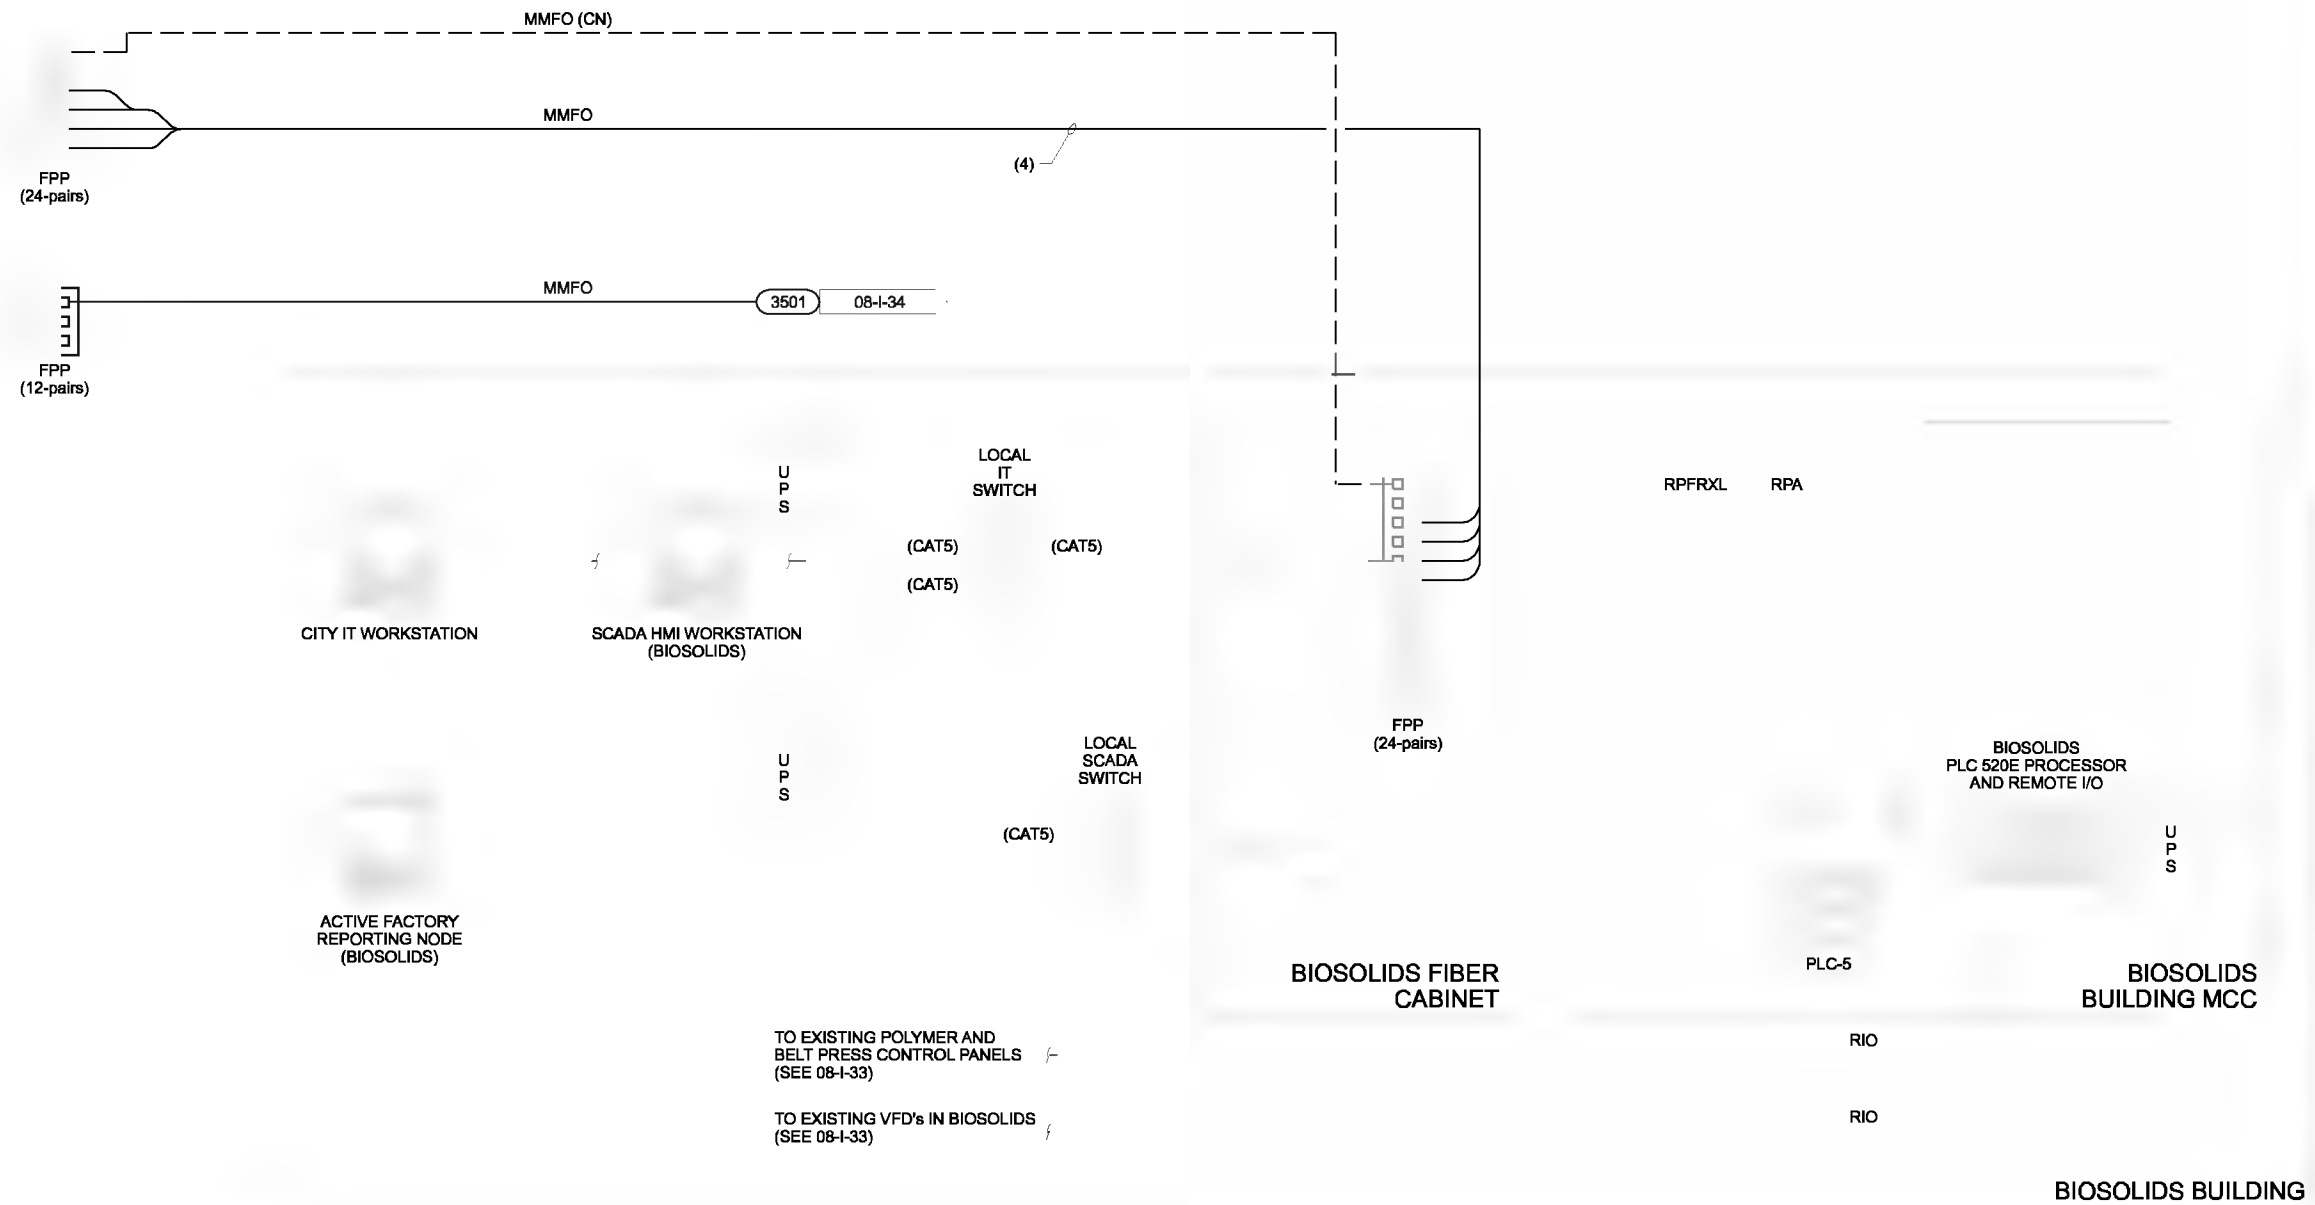 MMFO (CN)
MMFO
(4)
FPP
(24-pairs)
MMFO
3501
08-I-34
FPP
(12-pairs)
LOCAL
IT
SWITCH
U
P
S
RPFRXL
RPA
(CAT5)
(CAT5)
(CAT5)
CITY IT WORKSTATION
SCADA HMI WORKSTATION
(BIOSOLIDS)
FPP
(24-pairs)
LOCAL
SCADA
SWITCH
U
P
S
BIOSOLIDS
PLC 520E PROCESSOR
AND REMOTE I/O
(CAT5)
U
P
S
ACTIVE FACTORY
REPORTING NODE
(BIOSOLIDS)
BIOSOLIDS FIBER
CABINET
PLC-5
BIOSOLIDS
BUILDING MCC
TO EXISTING POLYMER AND
BELT PRESS CONTROL PANELS
(SEE 08-I-33)
RIO
TO EXISTING VFD's IN BIOSOLIDS
(SEE 08-I-33)
RIO
BIOSOLIDS BUILDING